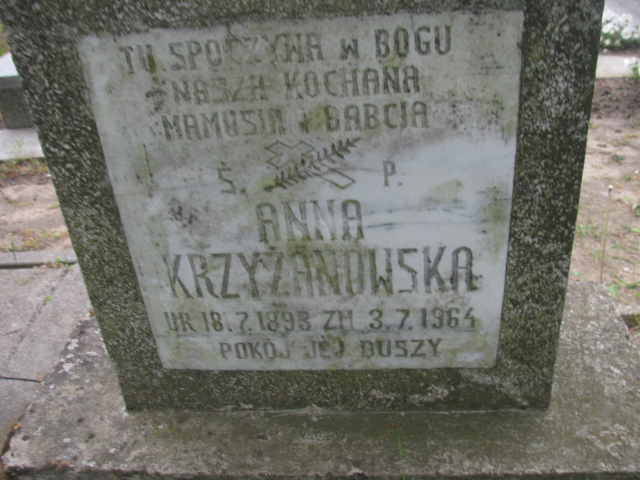 TU SPOCZYWA W BOGU
NASZA KOCHANA
MAMUSIA I BABCIA
Ś. P.
ANNA
KRZYŻANOWSKA
UR 18.7.1893 ZM 3.7.1964
POKÓJ JEJ DUSZY